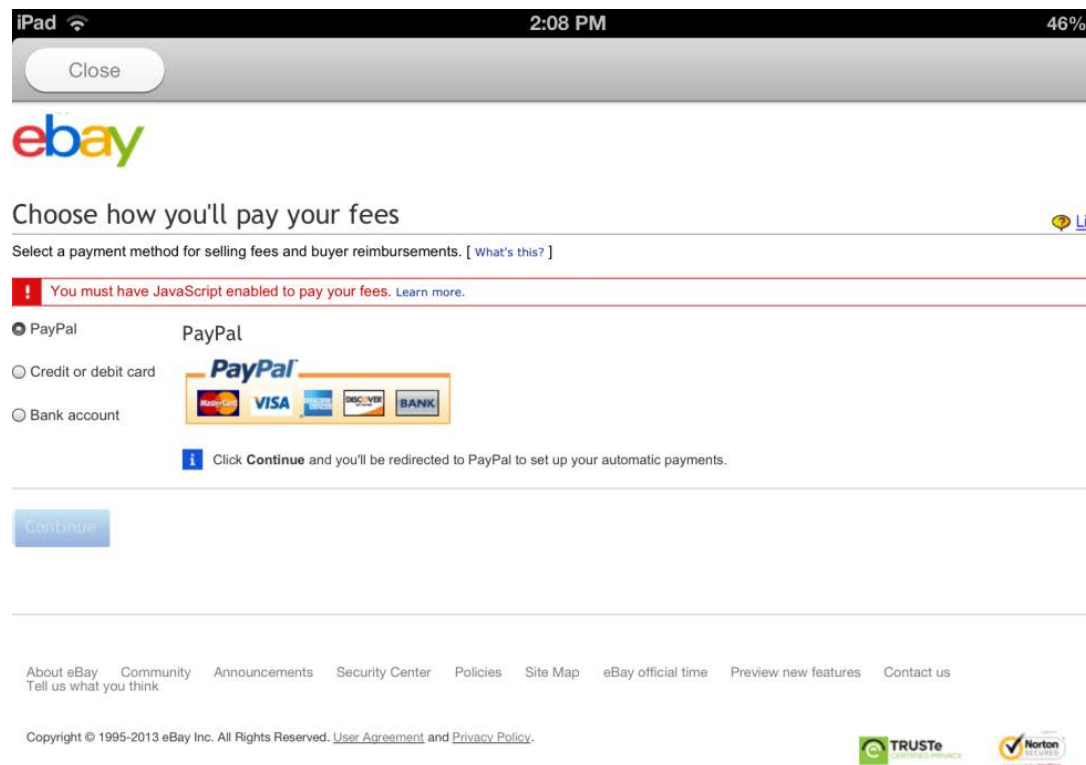 iPad 2:08 PM 46%
Close
ebay
Choose how you'll pay your fees
Li
Select a payment method for selling fees and buyer reimbursements. [ What's this? ]
! You must have JavaScript enabled to pay your fees. Learn more.
PayPal
PayPal
Credit or debit card
PayPal
MasterCard VISA DISCOVER BANK
Bank account
i Click Continue and you'll be redirected to PayPal to set up your automatic payments.
Continue
About eBay Community Announcements Security Center Policies Site Map eBay official time Preview new features Contact us
Tell us what you think
Copyright © 1995-2013 eBay Inc. All Rights Reserved. User Agreement and Privacy Policy.
TRUSTe
CERTIFIED PRIVACY
Norton
SECURED